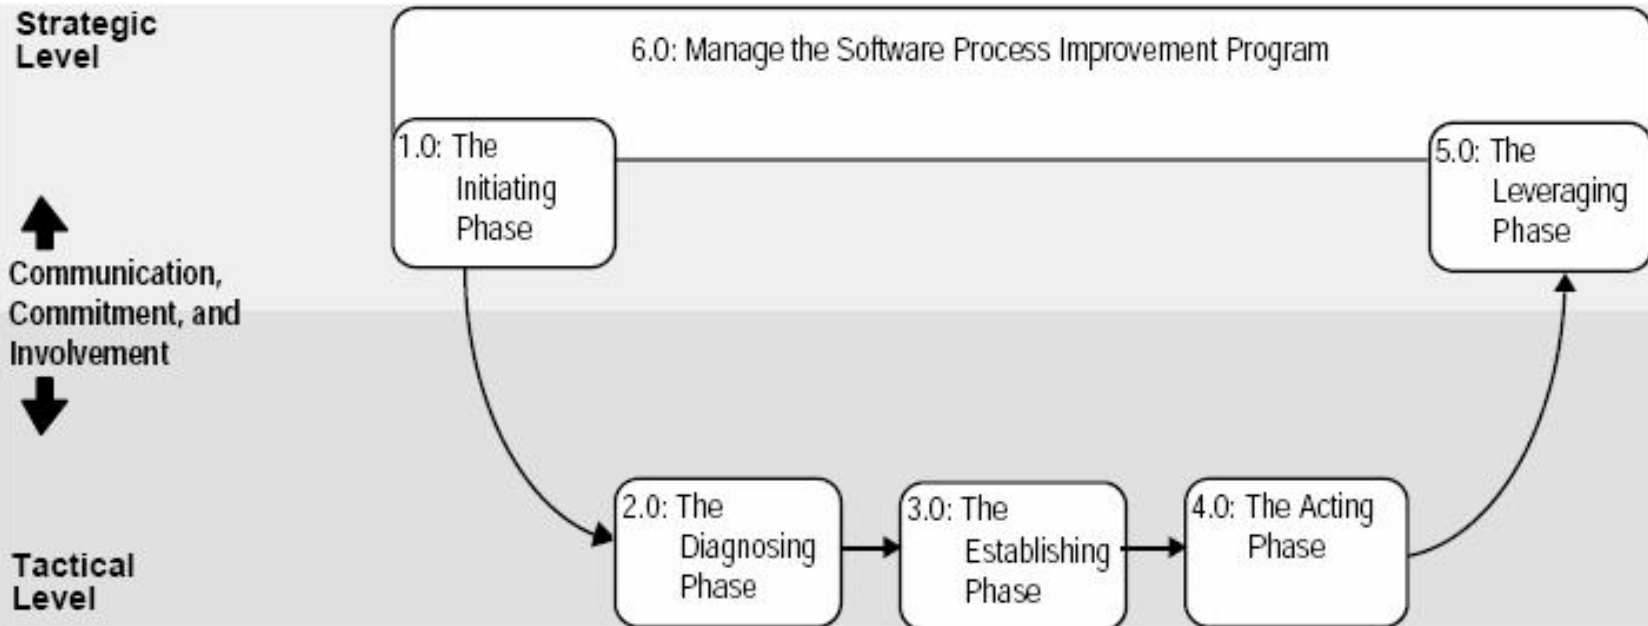 Strategic
Level
6.0: Manage the Software Process Improvement Program
1.0: The
Initiating
Phase
5.0: The
Leveraging
Phase
Communication,
Commitment, and
Involvement
2.0: The
Diagnosing
Phase
3.0: The
Establishing
Phase
4.0: The Acting
Phase
Tactical
Level